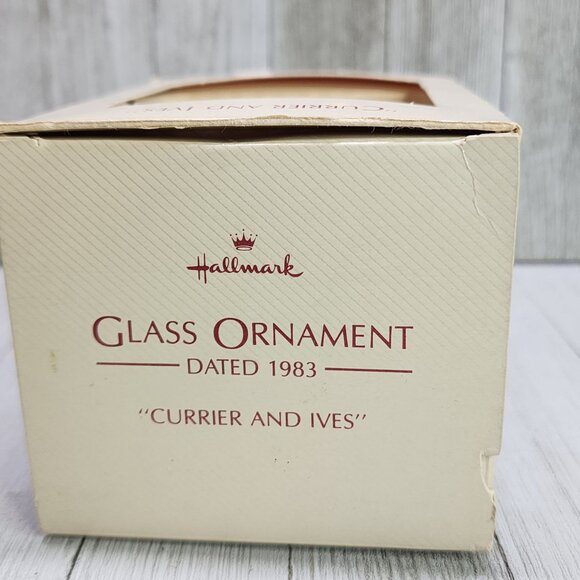 "CURRIER AND IVES
Hallmark
GLASS ORNAMENT
DATED 1983
"CURRIER AND IVES"